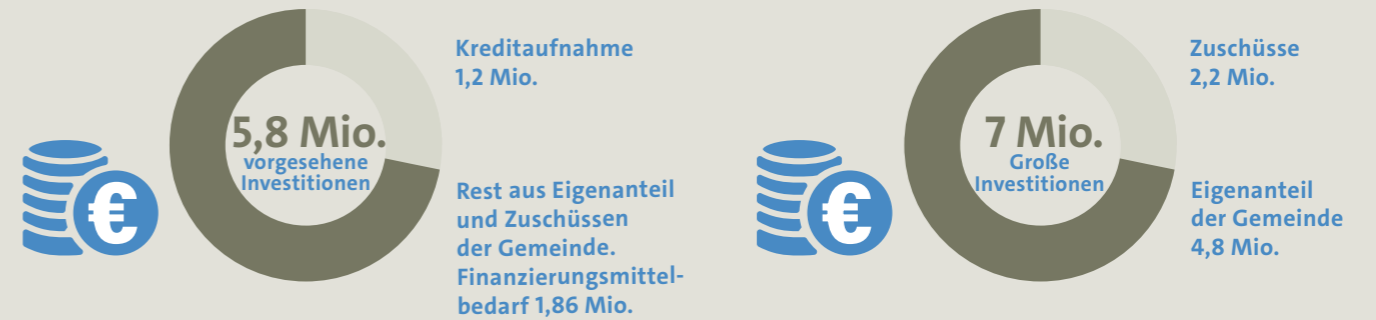 5,8 Mio.
vorgesehene
Investitionen
€
Kreditaufnahme
1,2 Mio.
Rest aus Eigenanteil
und Zuschüssen
der Gemeinde.
Finanzierungsmittel-
bedarf 1,86 Mio.
7 Mio.
Große
Investitionen
€
Zuschüsse
2,2 Mio.
Eigenanteil
der Gemeinde
4,8 Mio.